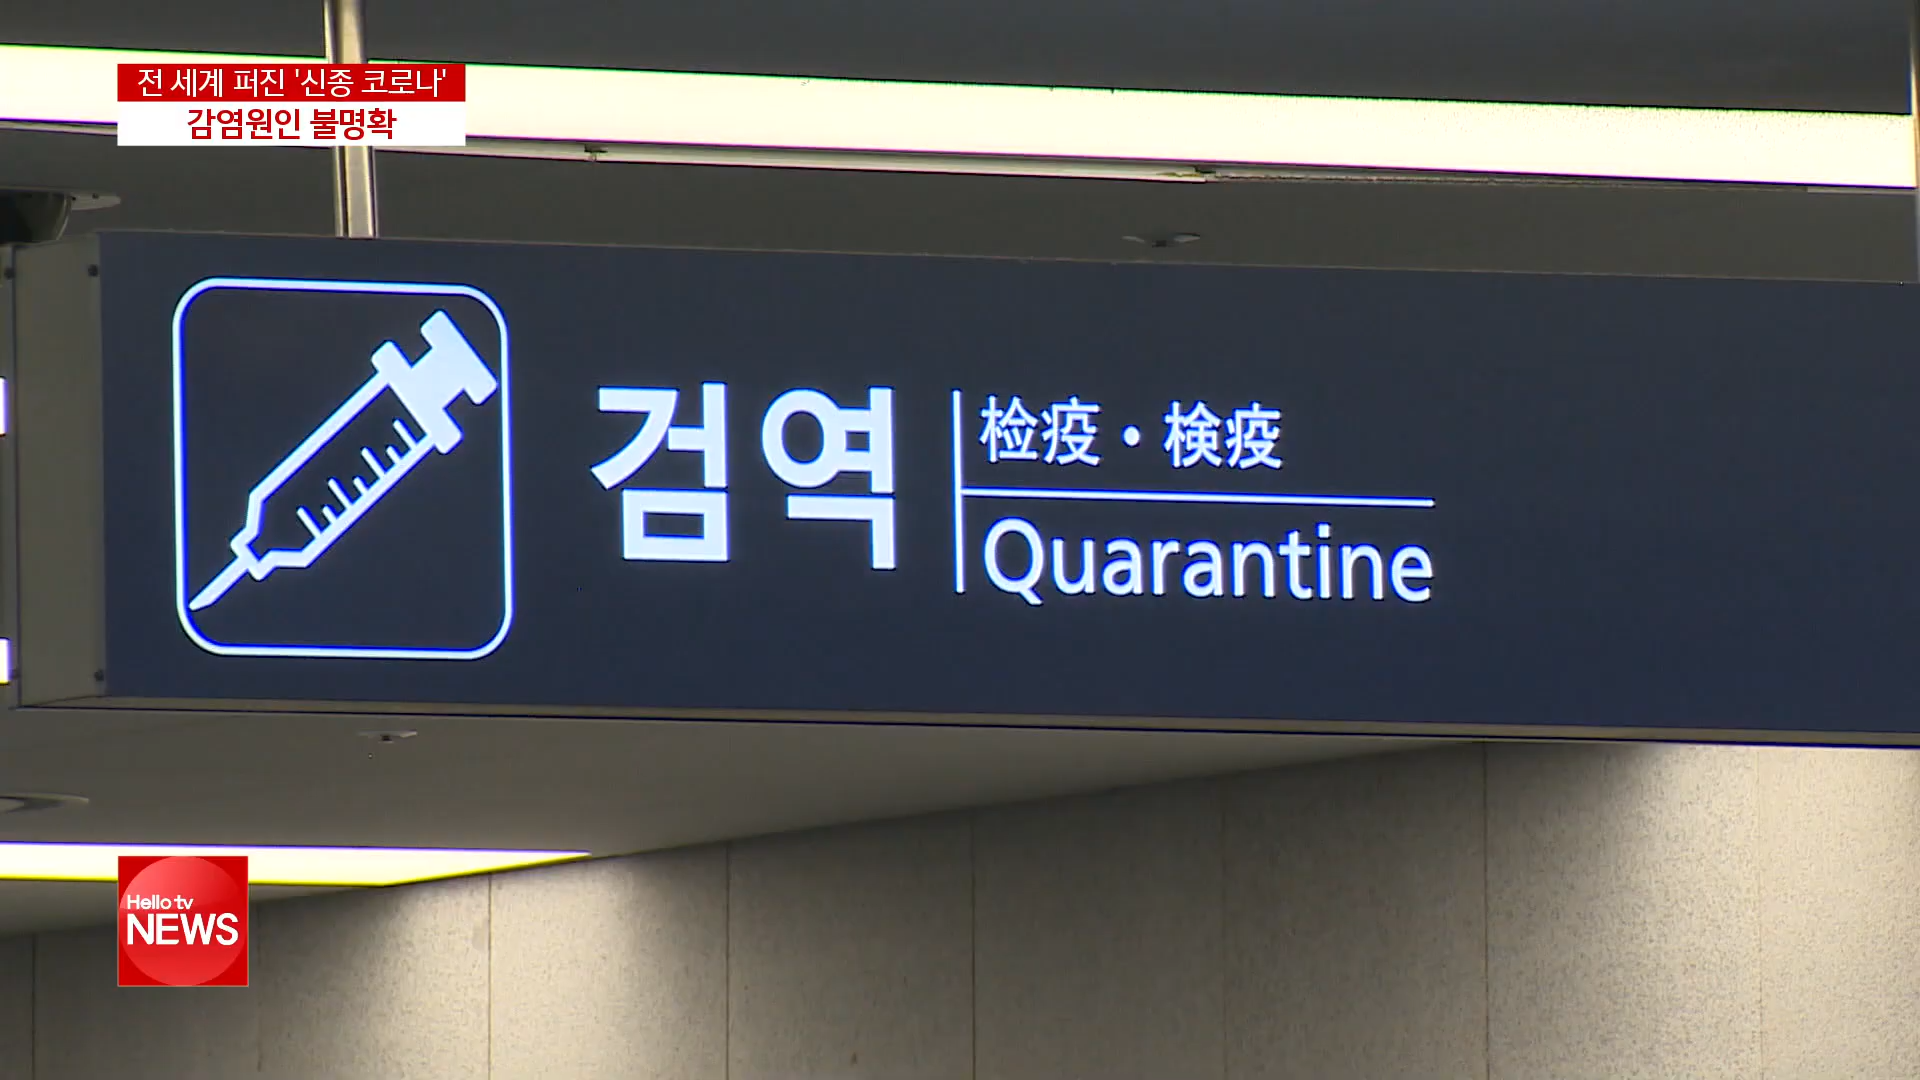 전 세계 퍼진 '신종 코로나'
감염원인 불명확
검역
检疫・検疫
Quarantine
Hello tv
NEWS